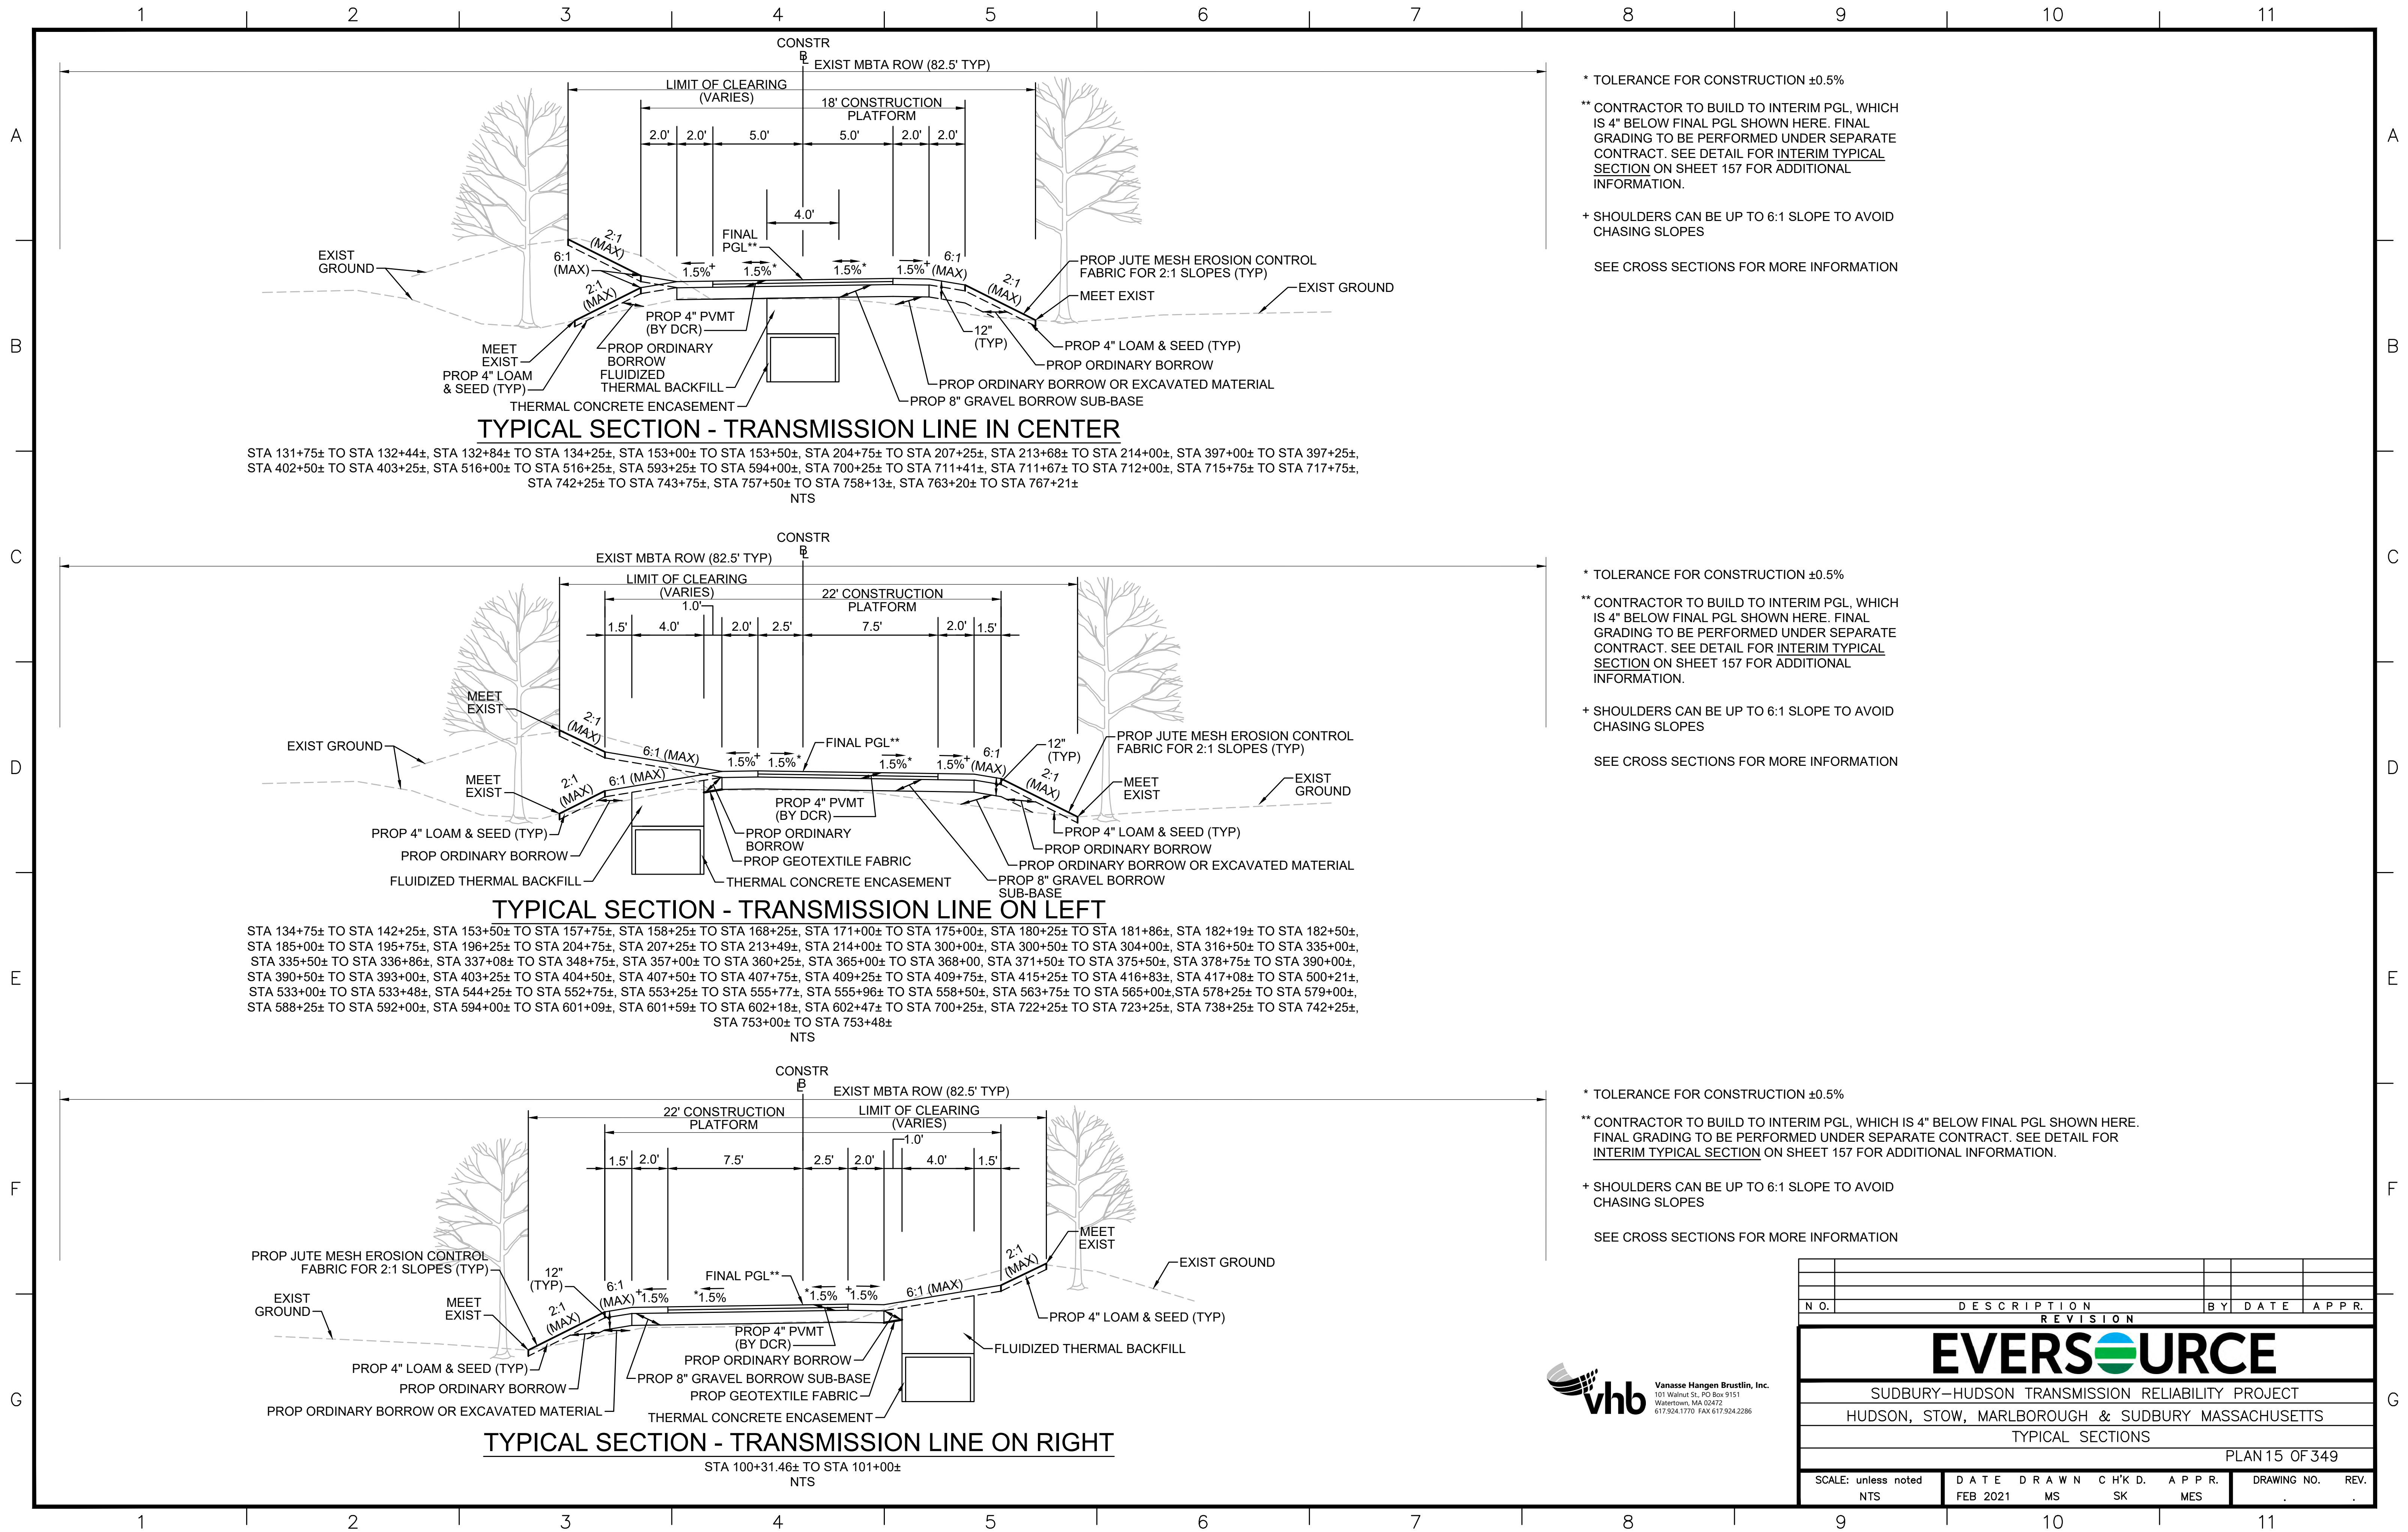 1 2 3 4 5 6 7 8 9 10 11
A
B
C
D
E
F
G
CONSTR
BL
EXIST MBTA ROW (82.5' TYP)
LIMIT OF CLEARING
(VARIES)
18' CONSTRUCTION
PLATFORM
2.0' 2.0' 5.0' 5.0' 2.0' 2.0'
4.0'
2:1
(MAX)
FINAL
PGL**
EXIST
GROUND
6:1
(MAX)
1.5%+ 1.5%* 1.5%* 1.5%+
6:1
(MAX)
2:1
(MAX)
2:1
(MAX)
PROP JUTE MESH EROSION CONTROL
FABRIC FOR 2:1 SLOPES (TYP)
MEET EXIST
EXIST GROUND
PROP 4" PVMT
(BY DCR)
12"
(TYP)
MEET
EXIST
PROP 4" LOAM
& SEED (TYP)
PROP ORDINARY
BORROW
FLUIDIZED
THERMAL BACKFILL
THERMAL CONCRETE ENCASEMENT
PROP 4" LOAM & SEED (TYP)
PROP ORDINARY BORROW
PROP ORDINARY BORROW OR EXCAVATED MATERIAL
PROP 8" GRAVEL BORROW SUB-BASE
TYPICAL SECTION - TRANSMISSION LINE IN CENTER
STA 131+75± TO STA 132+44±, STA 132+84± TO STA 134+25±, STA 153+00± TO STA 153+50±, STA 204+75± TO STA 207+25±, STA 213+68± TO STA 214+00±, STA 397+00± TO STA 397+25±,
STA 402+50± TO STA 403+25±, STA 516+00± TO STA 516+25±, STA 593+25± TO STA 594+00±, STA 700+25± TO STA 711+41±, STA 711+67± TO STA 712+00±, STA 715+75± TO STA 717+75±,
STA 742+25± TO STA 743+75±, STA 757+50± TO STA 758+13±, STA 763+20± TO STA 767+21±
NTS
* TOLERANCE FOR CONSTRUCTION ±0.5%
** CONTRACTOR TO BUILD TO INTERIM PGL, WHICH
IS 4" BELOW FINAL PGL SHOWN HERE. FINAL
GRADING TO BE PERFORMED UNDER SEPARATE
CONTRACT. SEE DETAIL FOR INTERIM TYPICAL
SECTION ON SHEET 157 FOR ADDITIONAL
INFORMATION.
+ SHOULDERS CAN BE UP TO 6:1 SLOPE TO AVOID
CHASING SLOPES
SEE CROSS SECTIONS FOR MORE INFORMATION
CONSTR
BL
EXIST MBTA ROW (82.5' TYP)
LIMIT OF CLEARING
(VARIES)
22' CONSTRUCTION
PLATFORM
1.0'
1.5' 4.0' 2.0' 2.5' 7.5' 2.0' 1.5'
MEET
EXIST
2:1
(MAX)
EXIST GROUND
6:1 (MAX)
1.5%+ 1.5%* 1.5%* 1.5%+
FINAL PGL**
6:1
(MAX)
12"
(TYP)
PROP JUTE MESH EROSION CONTROL
FABRIC FOR 2:1 SLOPES (TYP)
MEET
EXIST
2:1
(MAX)
6:1 (MAX)
2:1
(MAX)
MEET
EXIST
EXIST
GROUND
PROP 4" PVMT
(BY DCR)
PROP 4" LOAM & SEED (TYP)
PROP ORDINARY BORROW
FLUIDIZED THERMAL BACKFILL
PROP ORDINARY
BORROW
PROP GEOTEXTILE FABRIC
THERMAL CONCRETE ENCASEMENT
PROP 4" LOAM & SEED (TYP)
PROP ORDINARY BORROW
PROP ORDINARY BORROW OR EXCAVATED MATERIAL
PROP 8" GRAVEL BORROW
SUB-BASE
TYPICAL SECTION - TRANSMISSION LINE ON LEFT
STA 134+75± TO STA 142+25±, STA 153+50± TO STA 157+75±, STA 158+25± TO STA 168+25±, STA 171+00± TO STA 175+00±, STA 180+25± TO STA 181+86±, STA 182+19± TO STA 182+50±,
STA 185+00± TO STA 195+75±, STA 196+25± TO STA 204+75±, STA 207+25± TO STA 213+49±, STA 214+00± TO STA 300+00±, STA 300+50± TO STA 304+00±, STA 316+50± TO STA 335+00±,
STA 335+50± TO STA 336+86±, STA 337+08± TO STA 348+75±, STA 357+00± TO STA 360+25±, STA 365+00± TO STA 368+00, STA 371+50± TO STA 375+50±, STA 378+75± TO STA 390+00±,
STA 390+50± TO STA 393+00±, STA 403+25± TO STA 404+50±, STA 407+50± TO STA 407+75±, STA 409+25± TO STA 409+75±, STA 415+25± TO STA 416+83±, STA 417+08± TO STA 500+21±,
STA 533+00± TO STA 533+48±, STA 544+25± TO STA 552+75±, STA 553+25± TO STA 555+77±, STA 555+96± TO STA 558+50±, STA 563+75± TO STA 565+00±,STA 578+25± TO STA 579+00±,
STA 588+25± TO STA 592+00±, STA 594+00± TO STA 601+09±, STA 601+59± TO STA 602+18±, STA 602+47± TO STA 700+25±, STA 722+25± TO STA 723+25±, STA 738+25± TO STA 742+25±,
STA 753+00± TO STA 753+48±
NTS
* TOLERANCE FOR CONSTRUCTION ±0.5%
** CONTRACTOR TO BUILD TO INTERIM PGL, WHICH
IS 4" BELOW FINAL PGL SHOWN HERE. FINAL
GRADING TO BE PERFORMED UNDER SEPARATE
CONTRACT. SEE DETAIL FOR INTERIM TYPICAL
SECTION ON SHEET 157 FOR ADDITIONAL
INFORMATION.
+ SHOULDERS CAN BE UP TO 6:1 SLOPE TO AVOID
CHASING SLOPES
SEE CROSS SECTIONS FOR MORE INFORMATION
CONSTR
BL
EXIST MBTA ROW (82.5' TYP)
22' CONSTRUCTION
PLATFORM
LIMIT OF CLEARING
(VARIES)
1.0'
1.5' 2.0' 7.5' 2.5' 2.0' 4.0' 1.5'
PROP JUTE MESH EROSION CONTROL
FABRIC FOR 2:1 SLOPES (TYP)
12"
(TYP)
6:1
(MAX)
+1.5% *1.5% *1.5% +1.5%
FINAL PGL**
6:1 (MAX)
2:1
(MAX)
MEET
EXIST
EXIST GROUND
EXIST
GROUND
MEET
EXIST
2:1
(MAX)
PROP 4" PVMT
(BY DCR)
PROP 4" LOAM & SEED (TYP)
PROP ORDINARY BORROW
PROP ORDINARY BORROW OR EXCAVATED MATERIAL
PROP ORDINARY BORROW
PROP 8" GRAVEL BORROW SUB-BASE
PROP GEOTEXTILE FABRIC
THERMAL CONCRETE ENCASEMENT
PROP 4" LOAM & SEED (TYP)
FLUIDIZED THERMAL BACKFILL
TYPICAL SECTION - TRANSMISSION LINE ON RIGHT
STA 100+31.46± TO STA 101+00±
NTS
* TOLERANCE FOR CONSTRUCTION ±0.5%
** CONTRACTOR TO BUILD TO INTERIM PGL, WHICH IS 4" BELOW FINAL PGL SHOWN HERE.
FINAL GRADING TO BE PERFORMED UNDER SEPARATE CONTRACT. SEE DETAIL FOR
INTERIM TYPICAL SECTION ON SHEET 157 FOR ADDITIONAL INFORMATION.
+ SHOULDERS CAN BE UP TO 6:1 SLOPE TO AVOID
CHASING SLOPES
SEE CROSS SECTIONS FOR MORE INFORMATION
vhb
Vanasse Hangen Brustlin, Inc.
101 Walnut St., PO Box 9151
Watertown, MA 02472
617.924.1770 FAX 617.924.2286
NO. DESCRIPTION BY DATE APPR.
REVISION
EVERSOURCE
SUDBURY-HUDSON TRANSMISSION RELIABILITY PROJECT
HUDSON, STOW, MARLBOROUGH & SUDBURY MASSACHUSETTS
TYPICAL SECTIONS
PLAN 15 OF 349
SCALE: unless noted DATE DRAWN CH'KD. APPR. DRAWING NO. REV.
NTS FEB 2021 MS SK MES . .
A
B
C
D
E
F
G
1 2 3 4 5 6 7 8 9 10 11